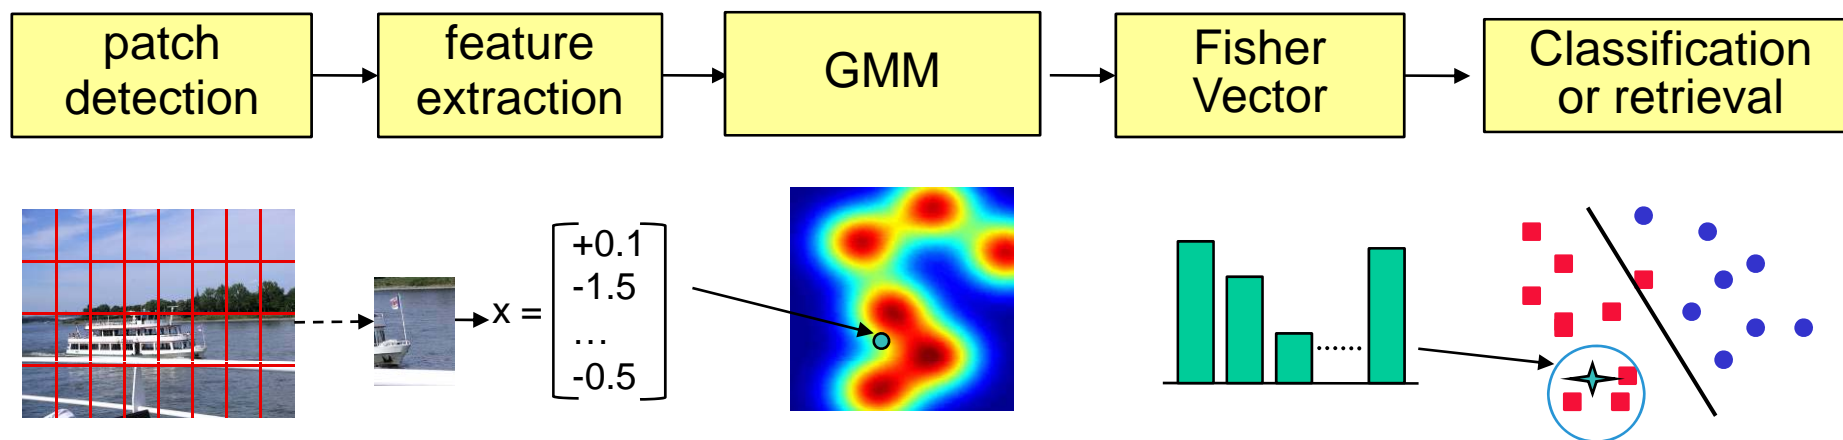 patch
detection
feature
extraction
GMM
Fisher
Vector
Classification
or retrieval
x =
+0.1
-1.5
…
-0.5
......